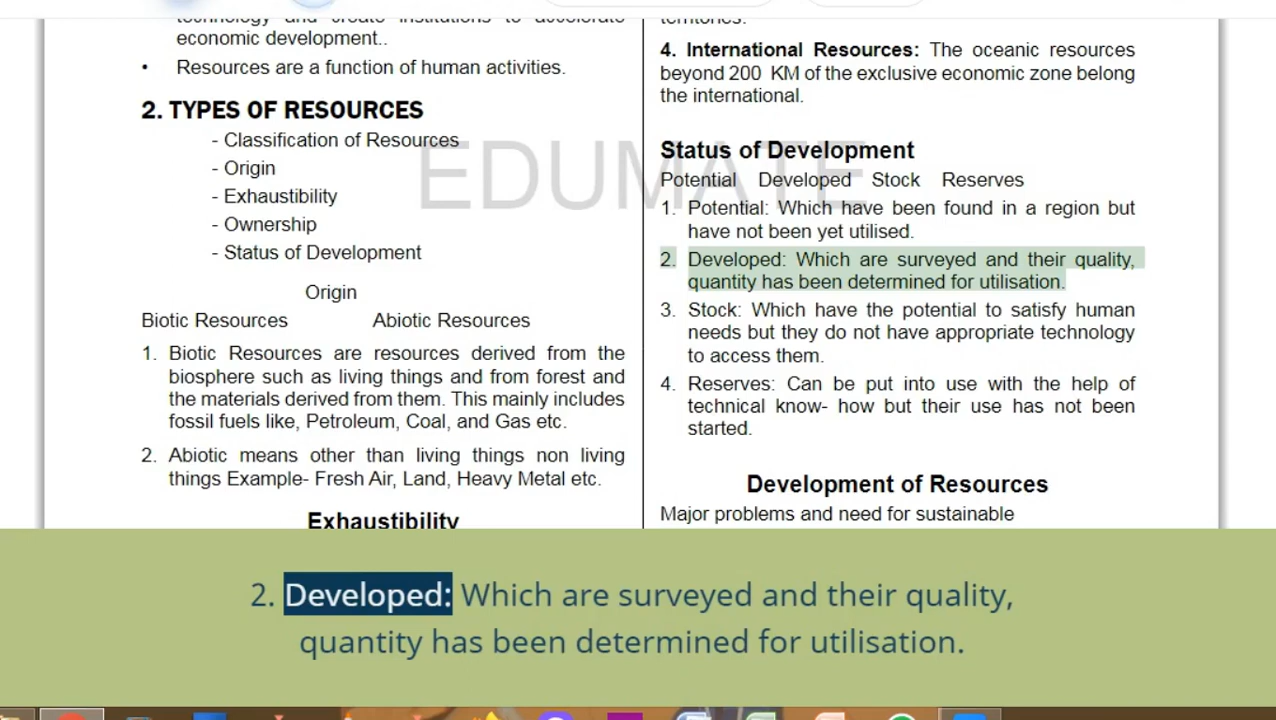 technology and create institutions to accelerate
economic development..
• Resources are a function of human activities.
2. TYPES OF RESOURCES
- Classification of Resources
- Origin
- Exhaustibility
- Ownership
- Status of Development
Origin
Biotic Resources Abiotic Resources
1. Biotic Resources are resources derived from the
biosphere such as living things and from forest and
the materials derived from them. This mainly includes
fossil fuels like, Petroleum, Coal, and Gas etc.
2. Abiotic means other than living things non living
things Example- Fresh Air, Land, Heavy Metal etc.
Exhaustibility
territories.
4. International Resources: The oceanic resources
beyond 200 KM of the exclusive economic zone belong
the international.
Status of Development
Potential Developed Stock Reserves
1. Potential: Which have been found in a region but
have not been yet utilised.
2. Developed: Which are surveyed and their quality,
quantity has been determined for utilisation.
3. Stock: Which have the potential to satisfy human
needs but they do not have appropriate technology
to access them.
4. Reserves: Can be put into use with the help of
technical know- how but their use has not been
started.
Development of Resources
Major problems and need for sustainable
EDUMATE
2. Developed: Which are surveyed and their quality,
quantity has been determined for utilisation.